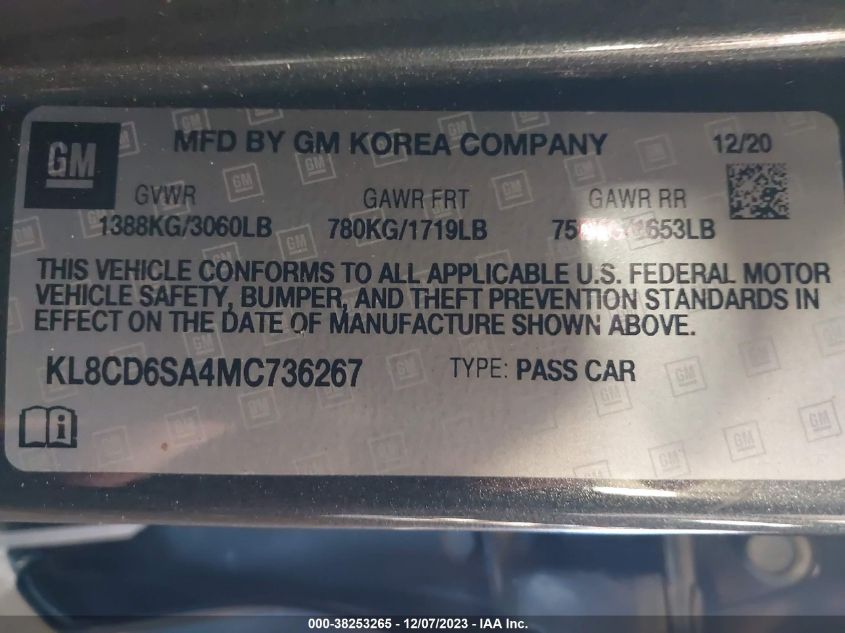 GM
MFD BY GM KOREA COMPANY 12/20
GVWR GAWR FRT GAWR RR
1388KG/3060LB 780KG/1719LB
THIS VEHICLE CONFORMS TO ALL APPLICABLE U.S. FEDERAL MOTOR
VEHICLE SAFETY, BUMPER, AND THEFT PREVENTION STANDARDS IN
EFFECT ON THE DATE OF MANUFACTURE SHOWN ABOVE.
KL8CD6SA4MC736267 TYPE: PASS CAR
000-38253265 - 12/07/2023 - IAA Inc.